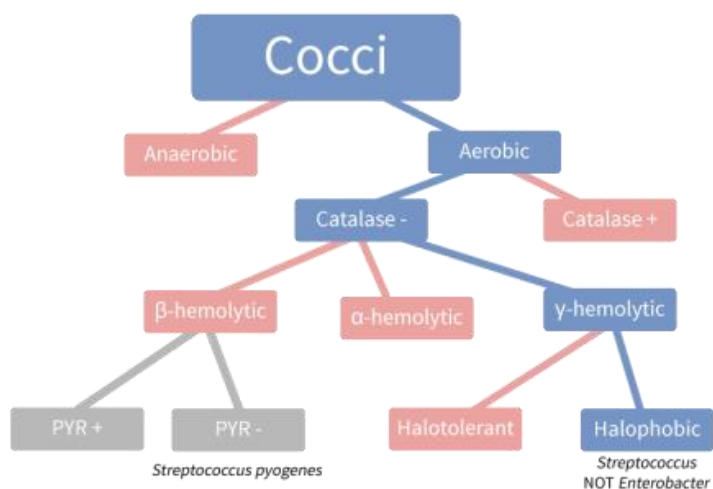 Cocci
Anaerobic
Aerobic
Catalase -
Catalase +
β-hemolytic
α-hemolytic
γ-hemolytic
PYR +
PYR -
Halotolerant
Halophobic
Streptococcus pyogenes
Streptococcus
NOT Enterobacter